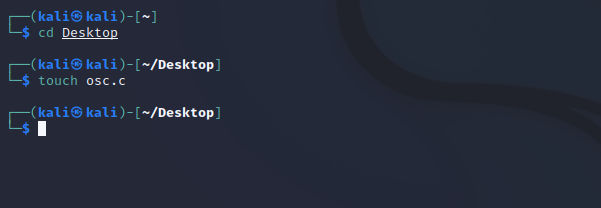 ┌──(kali㉿kali)-[~]
└─$ cd Desktop
┌──(kali㉿kali)-[~/Desktop]
└─$ touch osc.c
┌──(kali㉿kali)-[~/Desktop]
└─$